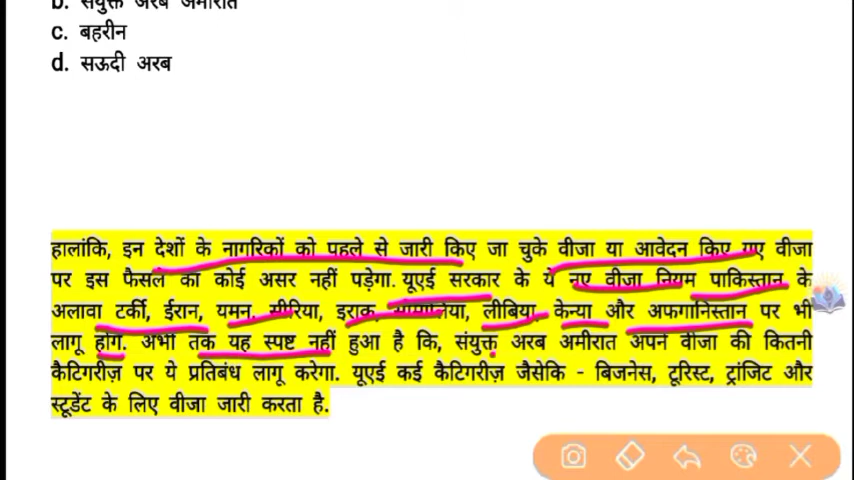 b. संयुक्त अरब अमीरात
c. बहरीन
d. सऊदी अरब
हालांकि, इन देशों के नागरिकों को पहले से जारी किए जा चुके वीजा या आवेदन किए गए वीजा
पर इस फैसले का कोई असर नहीं पड़ेगा. यूएई सरकार के ये नए वीजा नियम पाकिस्तान के
अलावा टर्की, ईरान, यमन, सीरिया, इराक, सोमालिया, लीबिया, केन्या और अफगानिस्तान पर भी
लागू होंगे. अभी तक यह स्पष्ट नहीं हुआ है कि, संयुक्त अरब अमीरात अपने वीजा की कितनी
कैटिगरीज़ पर ये प्रतिबंध लागू करेगा. यूएई कई कैटिगरीज़ जैसेकि - बिजनेस, टूरिस्ट, ट्रांजिट और
स्टूडेंट के लिए वीजा जारी करता है.